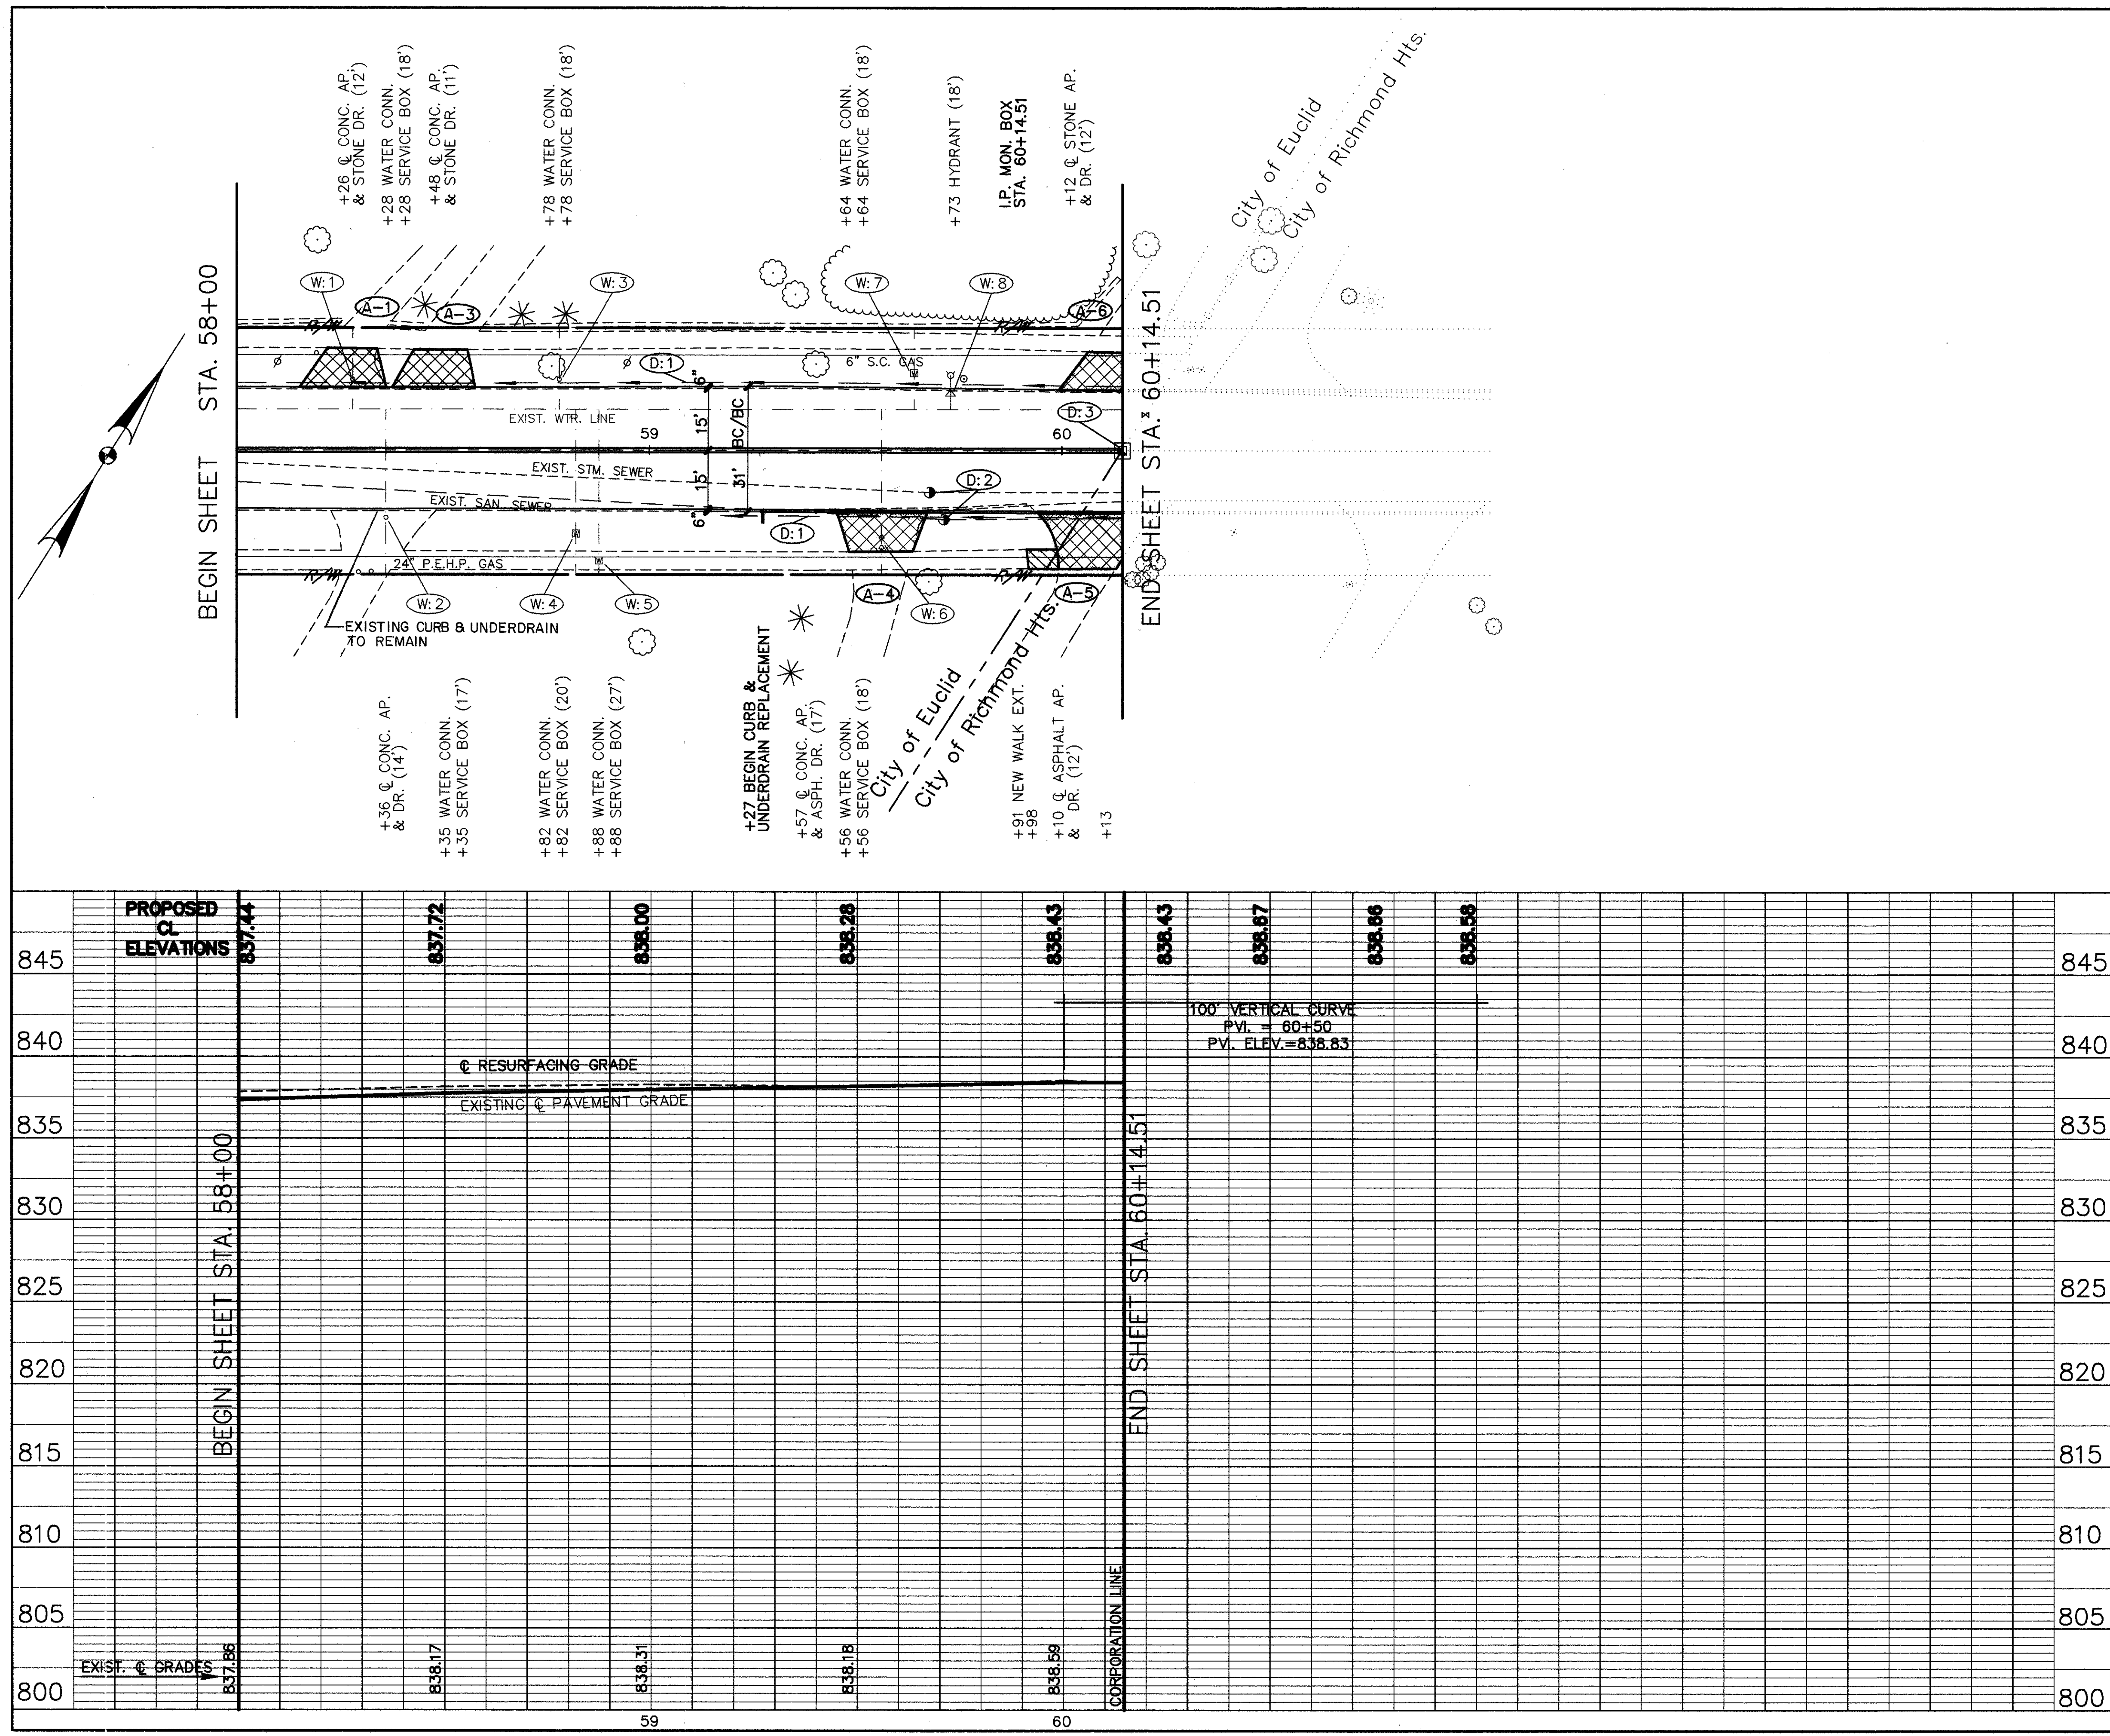 +26 ℄ CONC. AP.
& STONE DR. (12')
+28 WATER CONN.
+28 SERVICE BOX (18')
+48 ℄ CONC. AP.
& STONE DR. (11')
+78 WATER CONN.
+78 SERVICE BOX (18')
+64 WATER CONN.
+64 SERVICE BOX (18')
+73 HYDRANT (18')
I.P. MON. BOX
STA. 60+14.51
+12 ℄ STONE AP.
& DR. (12')
City of Euclid
City of Richmond Hts.
BEGIN SHEET STA. 58+00
END SHEET STA. 60+14.51
W:1
A-1
A-3
W:3
W:7
W:8
A-6
R/W
R/W
D:1
6" S.C. GAS
6"
15'
BC/BC
D:3
EXIST. WTR. LINE
59
60
EXIST. STM. SEWER
15'
31'
D:2
EXIST. SAN. SEWER
6"
D:1
24" P.E.H.P. GAS
R/W
R/W
W:2
W:4
W:5
A-4
W:6
A-5
EXISTING CURB & UNDERDRAIN
TO REMAIN
City of Euclid
City of Richmond Hts.
+36 ℄ CONC. AP.
& DR. (14')
+35 WATER CONN.
+35 SERVICE BOX (17')
+82 WATER CONN.
+82 SERVICE BOX (20')
+88 WATER CONN.
+88 SERVICE BOX (27')
+27 BEGIN CURB &
UNDERDRAIN REPLACEMENT
+57 ℄ CONC. AP.
& ASPH. DR. (17')
+56 WATER CONN.
+56 SERVICE BOX (18')
+91 NEW WALK EXT.
+98
+10 ℄ ASPHALT AP.
& DR. (12')
+13
PROPOSED
CL
ELEVATIONS
837.44
837.72
838.00
838.28
838.43
838.43
838.67
838.66
838.58
845
845
100' VERTICAL CURVE
PVI. = 60+50
PVI. ELEV.=838.83
840
840
℄ RESURFACING GRADE
EXISTING ℄ PAVEMENT GRADE
835
835
BEGIN SHEET STA. 58+00
END SHEET STA. 60+14.51
830
830
825
825
820
820
815
815
810
810
805
805
CORPORATION LINE
EXIST. ℄ GRADES
837.86
838.17
838.31
838.18
838.59
800
800
59
60